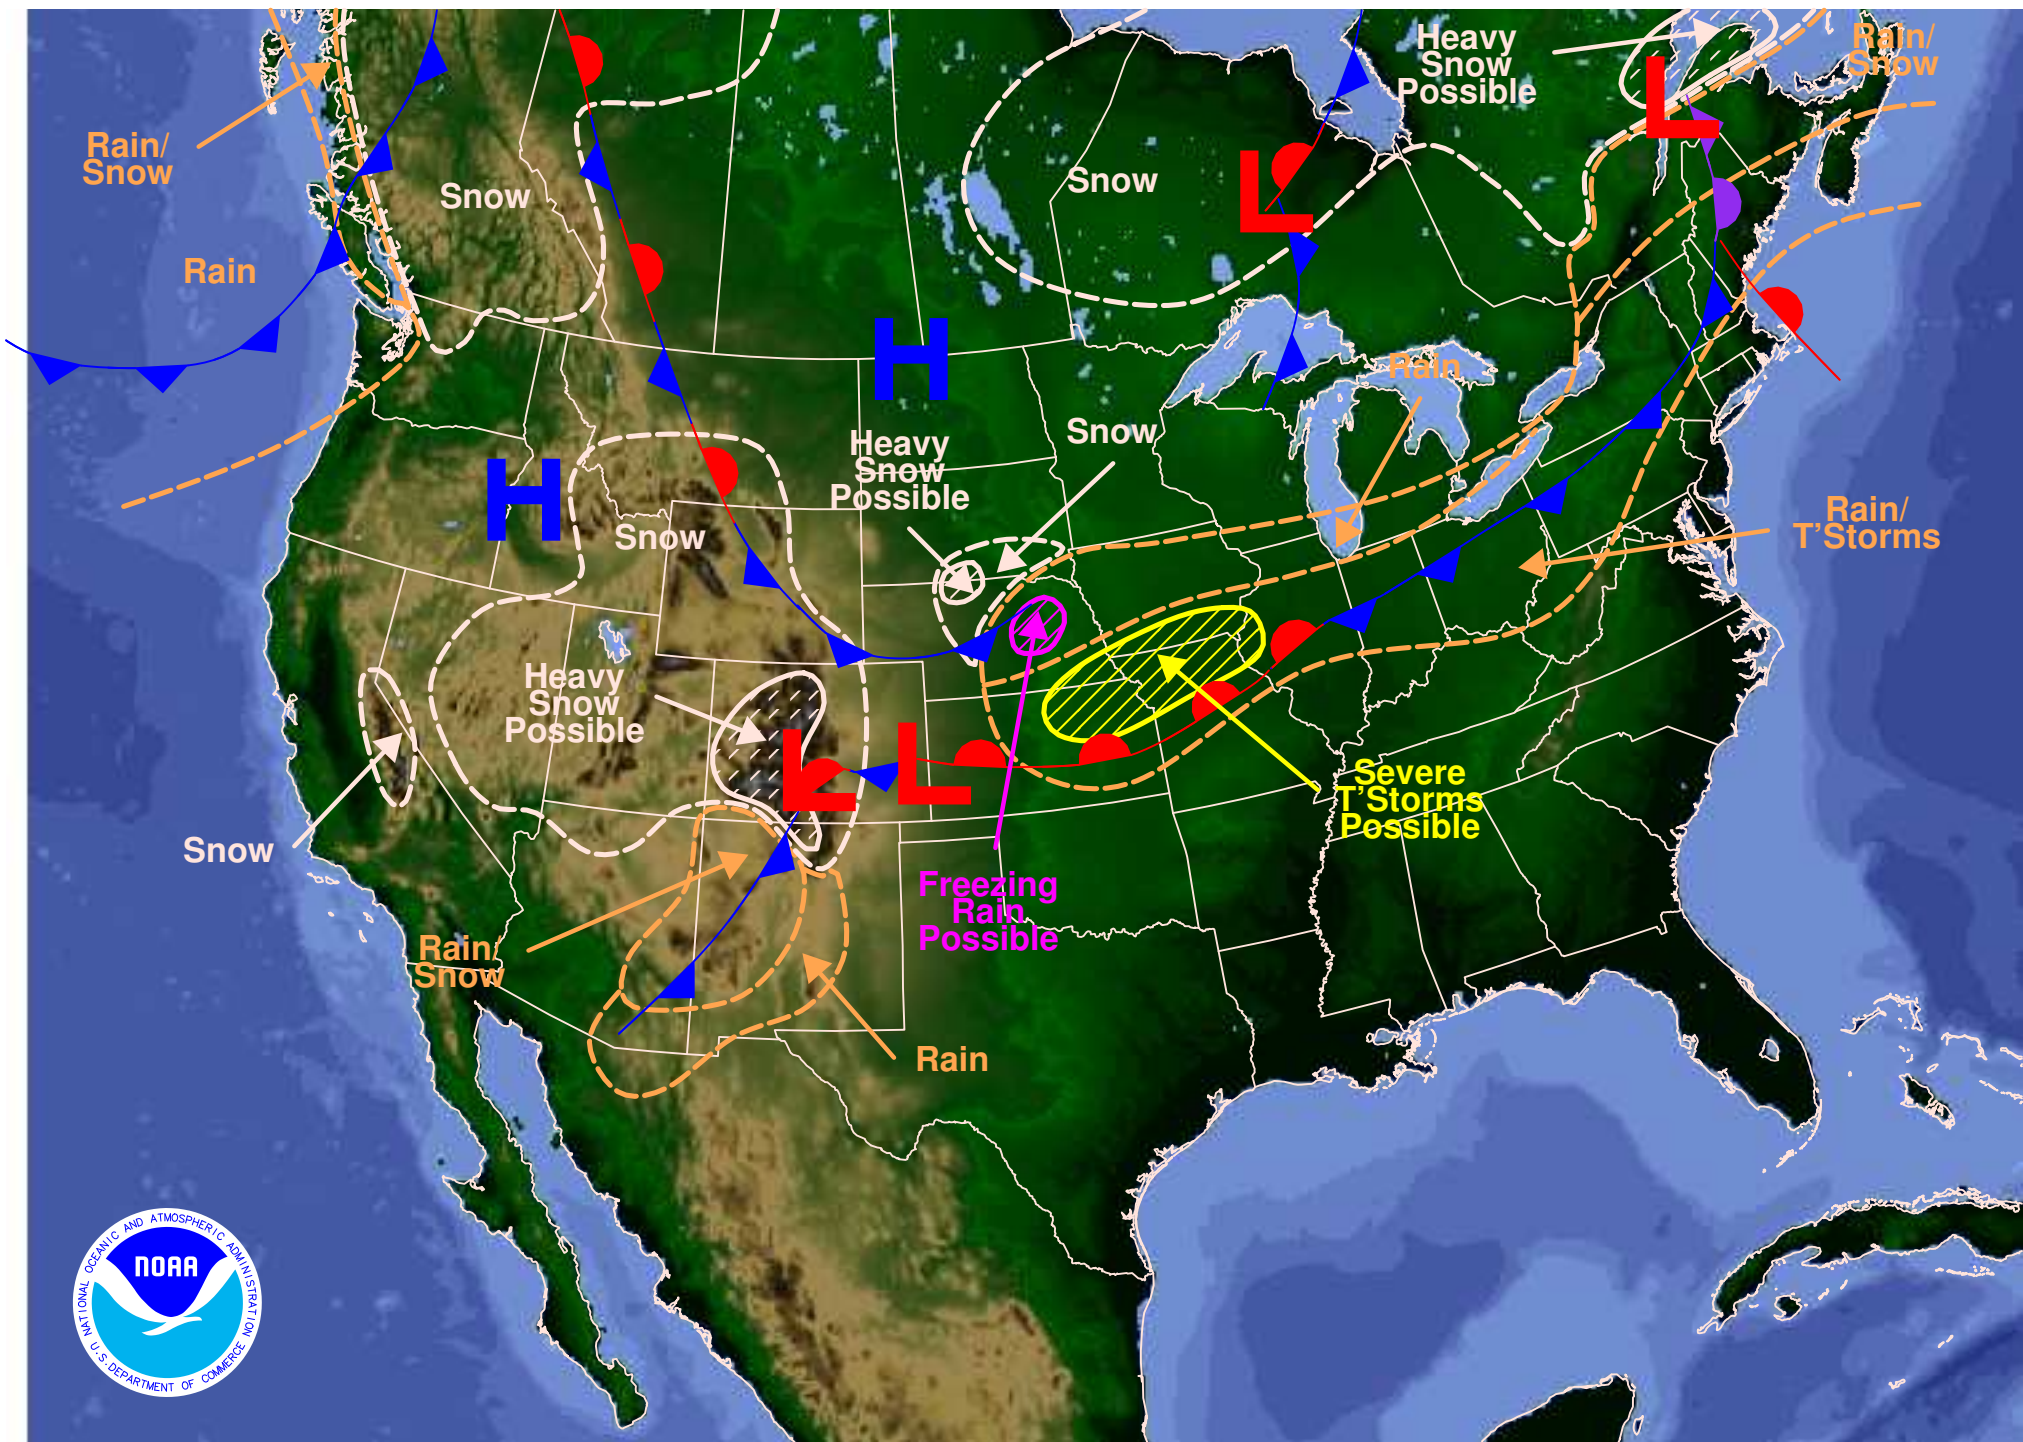 Heavy
Snow
Possible
Rain/
Snow
Rain/
Snow
Snow
Snow
Rain
H
L
L
Rain
Snow
Heavy
Snow
Possible
H
Snow
Rain/
T'Storms
Heavy
Snow
Possible
L
L
Severe
T'Storms
Possible
Snow
Freezing
Rain
Possible
Rain/
Snow
Rain
NOAA
NATIONAL OCEANIC AND ATMOSPHERIC ADMINISTRATION
U.S. DEPARTMENT OF COMMERCE